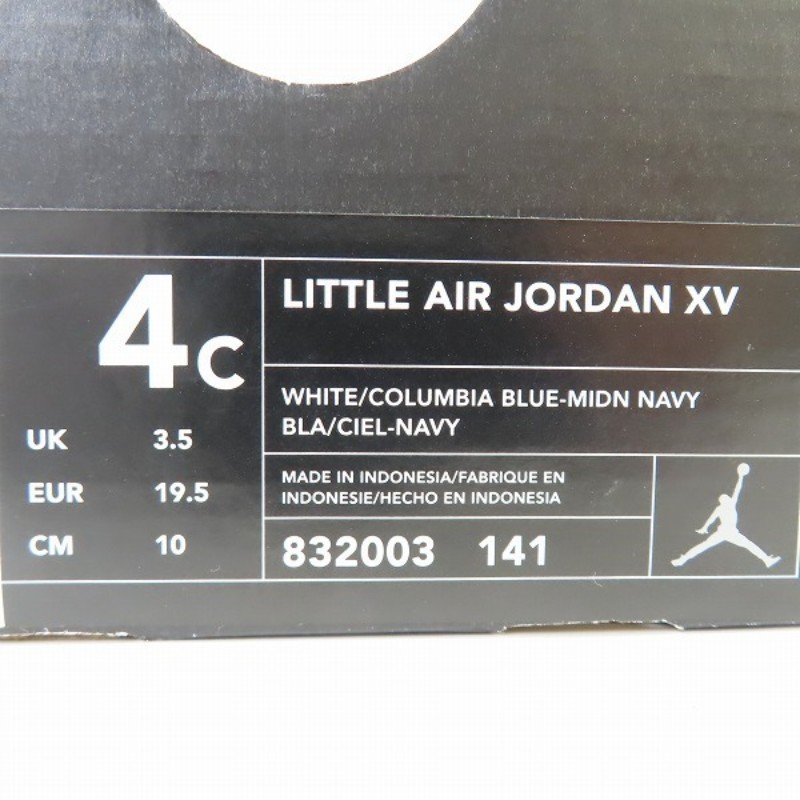 4C
UK 3.5
EUR 19.5
CM 10
LITTLE AIR JORDAN XV
WHITE/COLUMBIA BLUE-MIDN NAVY
BLA/CIEL-NAVY
MADE IN INDONESIA/FABRIQUE EN
INDONESIE/HECHO EN INDONESIA
832003 141